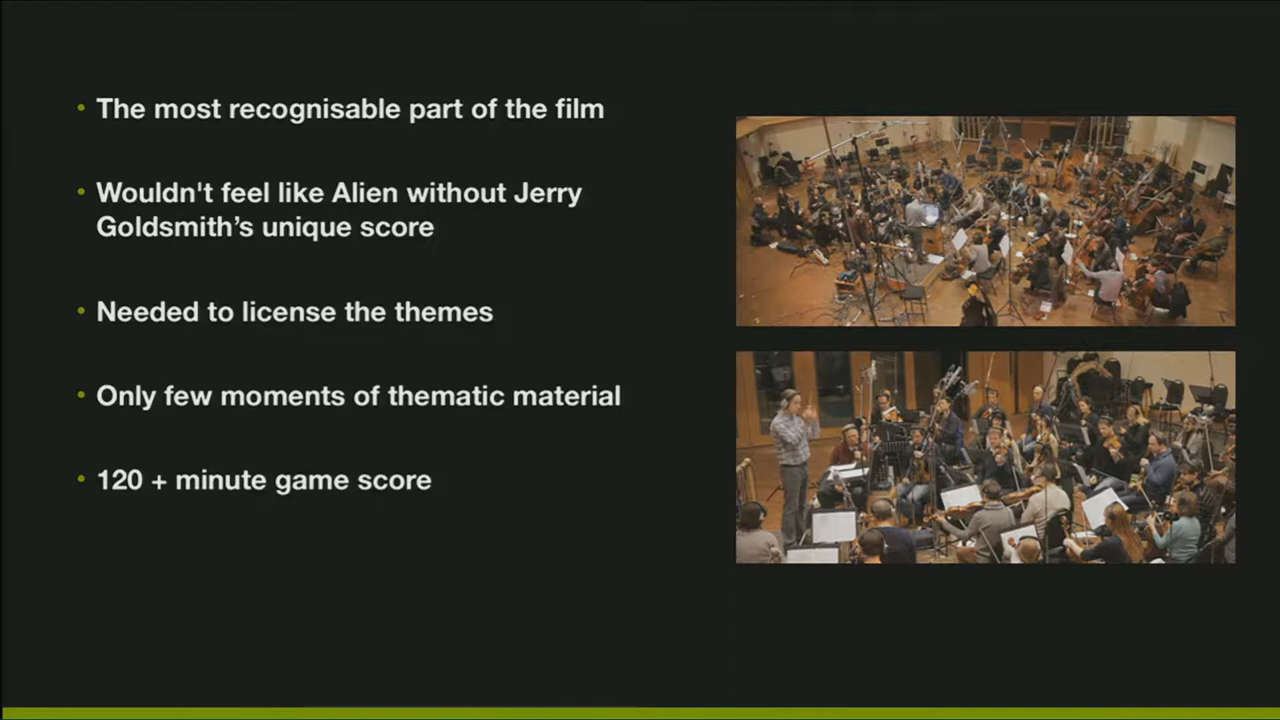 • The most recognisable part of the film
• Wouldn't feel like Alien without Jerry
Goldsmith’s unique score
• Needed to license the themes
• Only few moments of thematic material
• 120 + minute game score